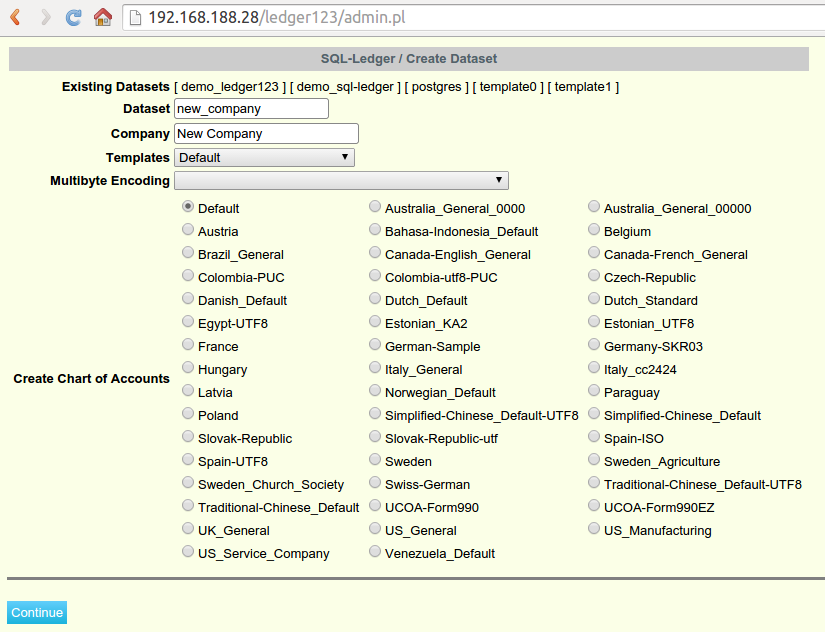 192.168.188.28/ledger123/admin.pl
SQL-Ledger / Create Dataset
Existing Datasets [ demo_ledger123 ] [ demo_sql-ledger ] [ postgres ] [ template0 ] [ template1 ]
Dataset new_company
Company New Company
Templates Default
Multibyte Encoding
Default Australia_General_0000 Australia_General_00000
Austria Bahasa-Indonesia_Default Belgium
Brazil_General Canada-English_General Canada-French_General
Colombia-PUC Colombia-utf8-PUC Czech-Republic
Danish_Default Dutch_Default Dutch_Standard
Egypt-UTF8 Estonian_KA2 Estonian_UTF8
France German-Sample Germany-SKR03
Hungary Italy_General Italy_cc2424
Create Chart of Accounts
Latvia Norwegian_Default Paraguay
Poland Simplified-Chinese_Default-UTF8 Simplified-Chinese_Default
Slovak-Republic Slovak-Republic-utf Spain-ISO
Spain-UTF8 Sweden Sweden_Agriculture
Sweden_Church_Society Swiss-German Traditional-Chinese_Default-UTF8
Traditional-Chinese_Default UCOA-Form990 UCOA-Form990EZ
UK_General US_General US_Manufacturing
US_Service_Company Venezuela_Default
Continue